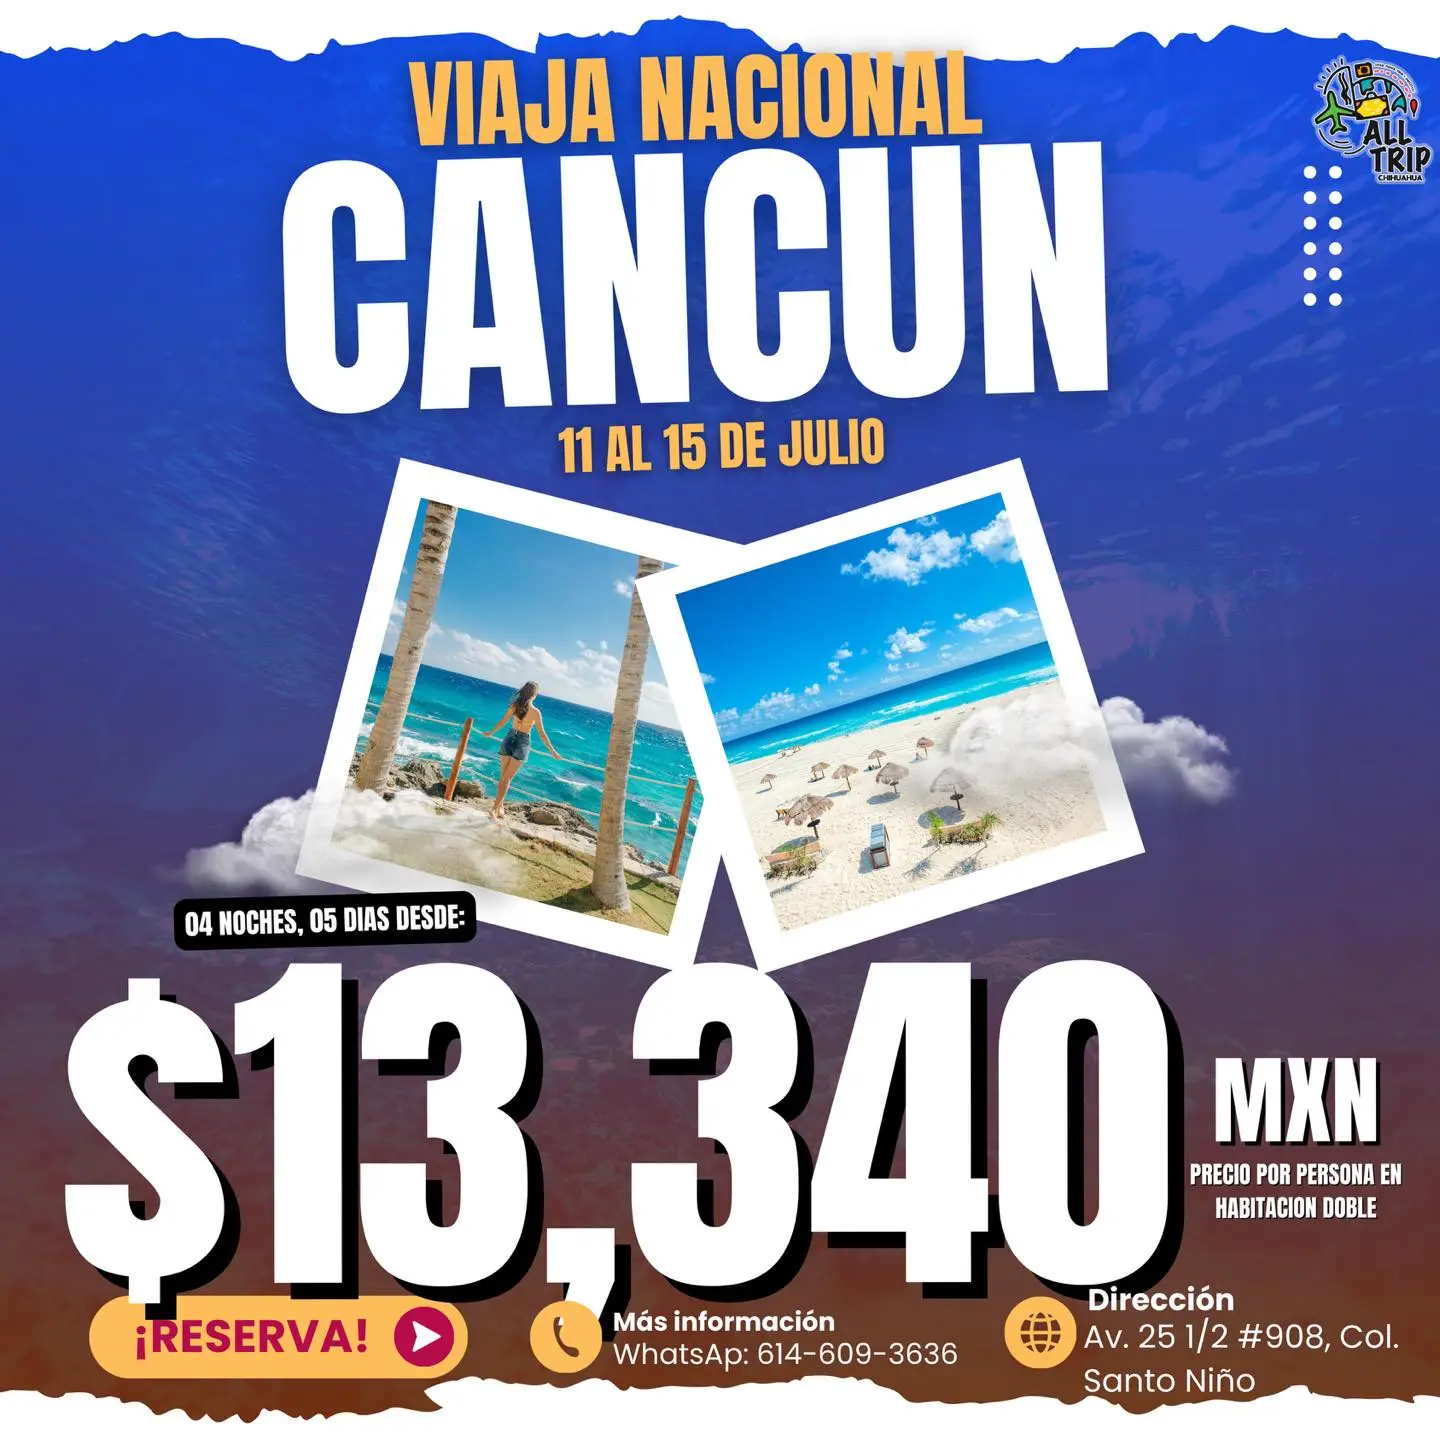 VIAJA NACIONAL
CANCUN
11 AL 15 DE JULIO
ALL
TRIP
CHIHUAHUA
04 NOCHES, 05 DIAS DESDE:
$13,340
MXN
PRECIO POR PERSONA EN
HABITACION DOBLE
¡RESERVA!
Más información
WhatsAp: 614-609-3636
Dirección
Av. 25 1/2 #908, Col.
Santo Niño